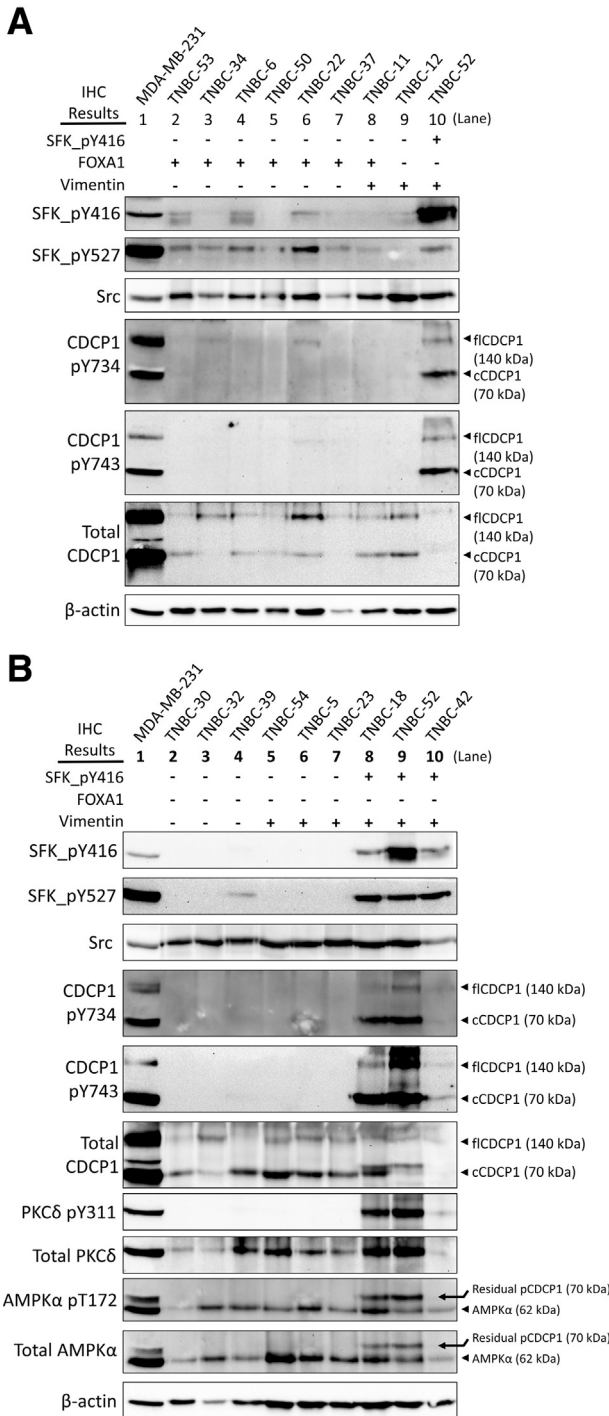 A
MDA-MB-231 TNBC-53 TNBC-34 TNBC-6 TNBC-50 TNBC-22 TNBC-37 TNBC-11 TNBC-12 TNBC-52
IHC
Results 1 2 3 4 5 6 7 8 9 10 (Lane)
SFK_pY416 +
FOXA1 + + + + + + + - -
Vimentin - - - - - - + + +
SFK_pY416
SFK_pY527
Src
CDCP1
pY734
flCDCP1
(140 kDa)
cCDCP1
(70 kDa)
CDCP1
pY743
flCDCP1
(140 kDa)
cCDCP1
(70 kDa)
Total
CDCP1
flCDCP1
(140 kDa)
cCDCP1
(70 kDa)
β-actin
B
MDA-MB-231 TNBC-30 TNBC-32 TNBC-39 TNBC-54 TNBC-5 TNBC-23 TNBC-18 TNBC-52 TNBC-42
IHC
Results 1 2 3 4 5 6 7 8 9 10 (Lane)
SFK_pY416 - - - - - - + + +
FOXA1 - - - - - - - - -
Vimentin - - - + + + + + +
SFK_pY416
SFK_pY527
Src
CDCP1
pY734
flCDCP1 (140 kDa)
cCDCP1 (70 kDa)
CDCP1
pY743
flCDCP1 (140 kDa)
cCDCP1 (70 kDa)
Total
CDCP1
flCDCP1 (140 kDa)
cCDCP1 (70 kDa)
PKCδ pY311
Total PKCδ
AMPKα pT172
Residual pCDCP1 (70 kDa)
AMPKα (62 kDa)
Total AMPKα
Residual pCDCP1 (70 kDa)
AMPKα (62 kDa)
β-actin